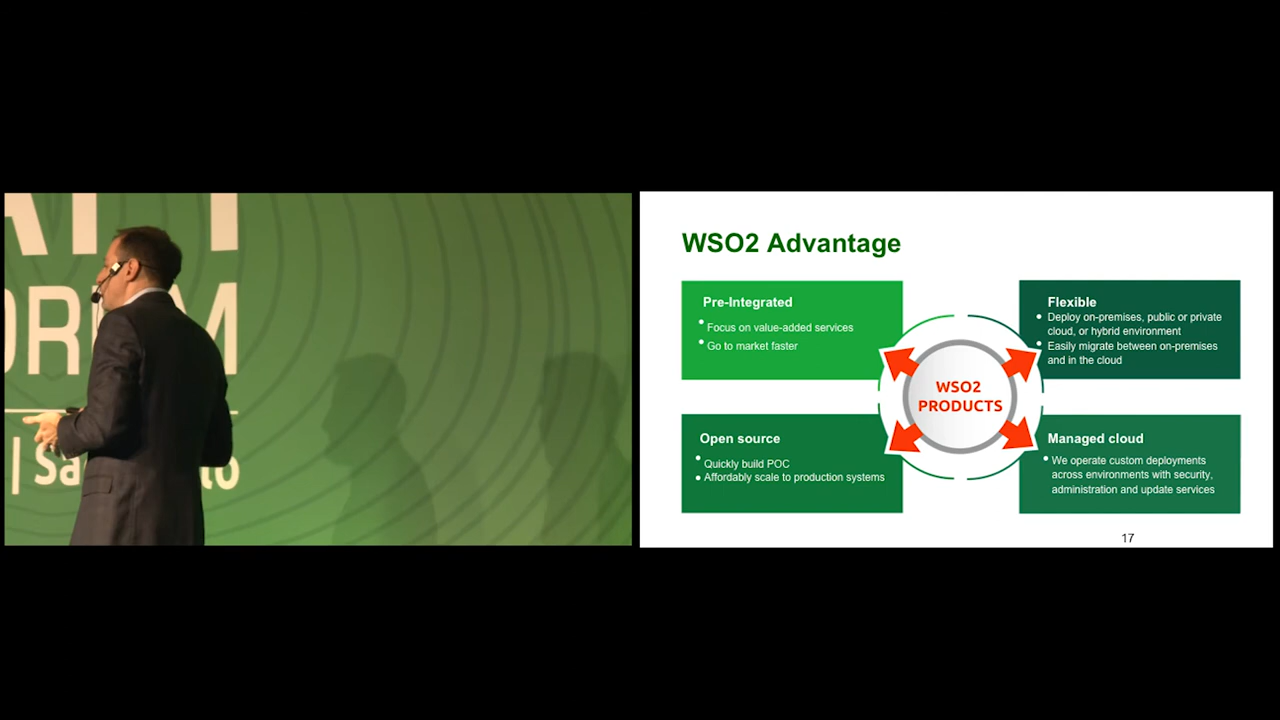 | Sa
lo
WSO2 Advantage
Pre-Integrated
Focus on value-added services
Go to market faster
Flexible
Deploy on-premises, public or private
cloud, or hybrid environment
Easily migrate between on-premises
and in the cloud
WSO2
PRODUCTS
Open source
Quickly build POC
Affordably scale to production systems
Managed cloud
We operate custom deployments
across environments with security,
administration and update services
17